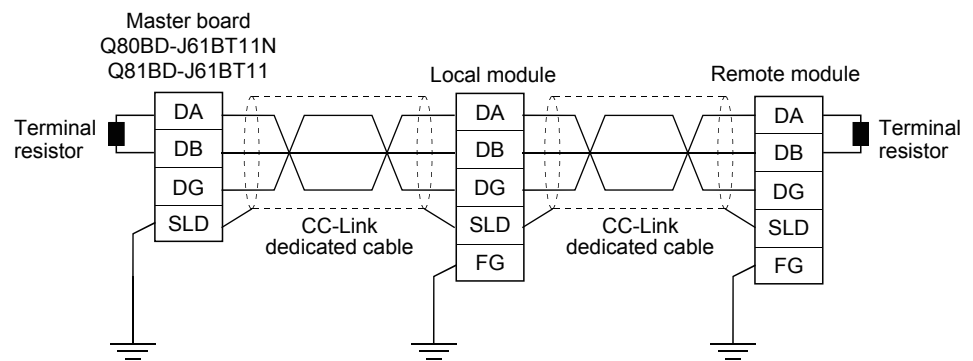 Master board
Q80BD-J61BT11N
Q81BD-J61BT11
Local module
Remote module
Terminal
resistor
DA
DB
DG
SLD
CC-Link
dedicated cable
DA
DB
DG
SLD
FG
CC-Link
dedicated cable
DA
DB
DG
SLD
FG
Terminal
resistor